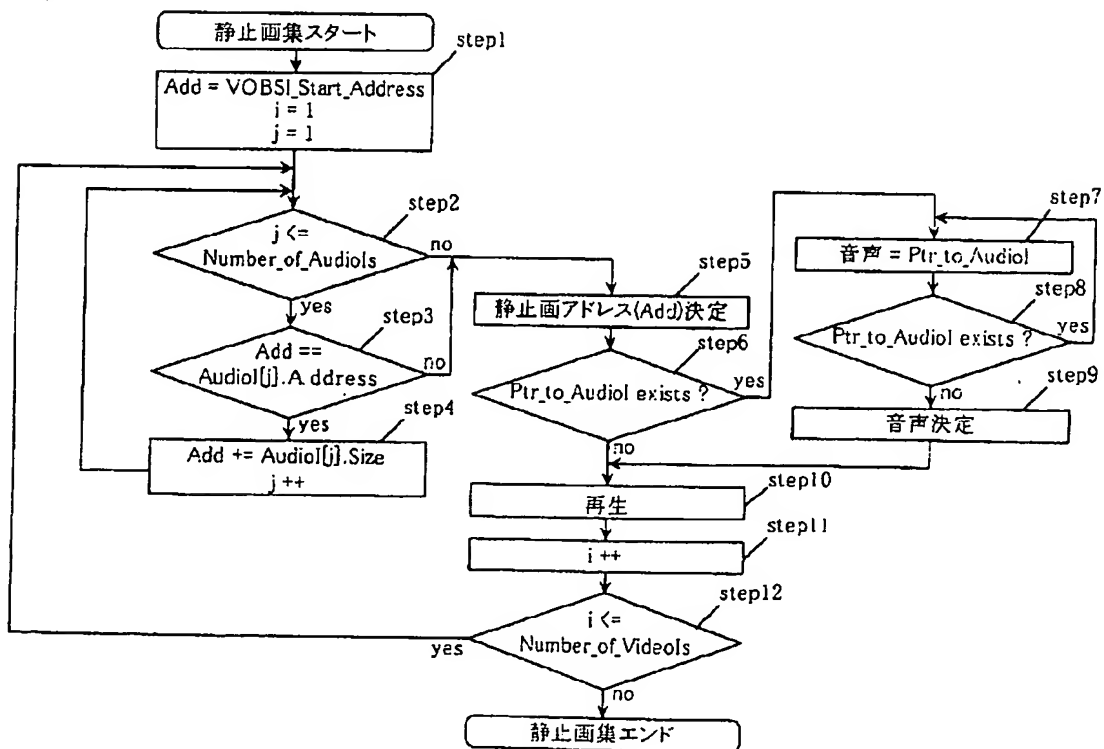 静止画集スタート
step1
Add = VOBSI_Start_Address
i = 1
j = 1
step2
j <=
Number_of_AudioIs
no
yes
step3
Add ==
AudioI[j].Address
no
yes
step4
Add += AudioI[j].Size
j ++
step5
静止画アドレス(Add)決定
step6
Ptr_to_AudioI exists ?
yes
no
step7
音声 = Ptr_to_AudioI
step8
Ptr_to_AudioI exists ?
yes
no
step9
音声決定
step10
再生
step11
i ++
step12
i <=
Number_of_VideoIs
yes
no
静止画集エンド